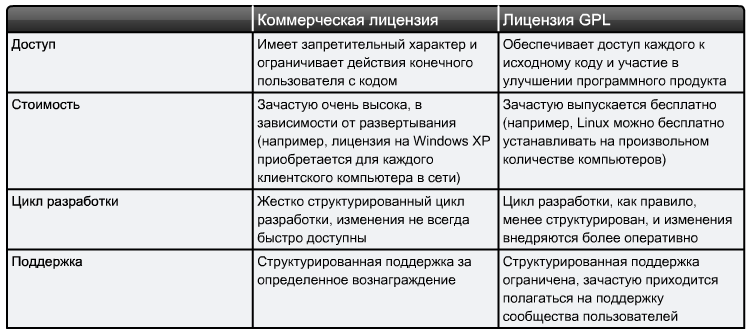 Коммерческая лицензия
Лицензия GPL
Доступ
Имеет запретительный характер и
ограничивает действия конечного
пользователя с кодом
Обеспечивает доступ каждого к
исходному коду и участие в
улучшении программного продукта
Стоимость
Зачастую очень высока, в
зависимости от развертывания
(например, лицензия на Windows XP
приобретается для каждого
клиентского компьютера в сети)
Зачастую выпускается бесплатно
(например, Linux можно бесплатно
устанавливать на произвольном
количестве компьютеров)
Цикл разработки
Жестко структурированный цикл
разработки, изменения не всегда
быстро доступны
Цикл разработки, как правило,
менее структурирован, и изменения
внедряются более оперативно
Поддержка
Структурированная поддержка за
определенное вознаграждение
Структурированная поддержка
ограничена, зачастую приходится
полагаться на поддержку
сообщества пользователей